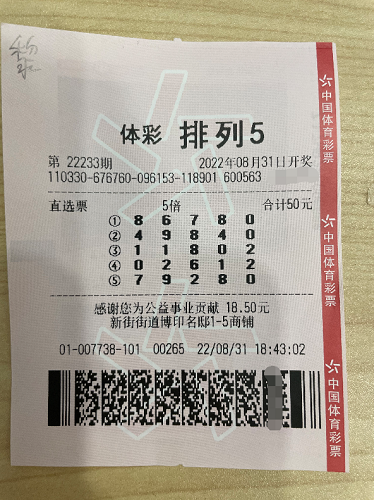 体彩 排列5
第 22233期 2022年08月31日开奖
110330-676760-096153-118901 600563
直选票 5倍 合计50元
① 8 6 7 8 0
② 4 9 8 4 0
③ 1 1 8 0 2
④ 0 2 6 1 2
⑤ 7 9 2 8 0
感谢您为公益事业贡献 18.50元
新街街道博印名邸1-5商铺
01-007738-101 00265 22/08/31 18:43:02
中国体育彩票
中国体育彩票
中国体育彩票